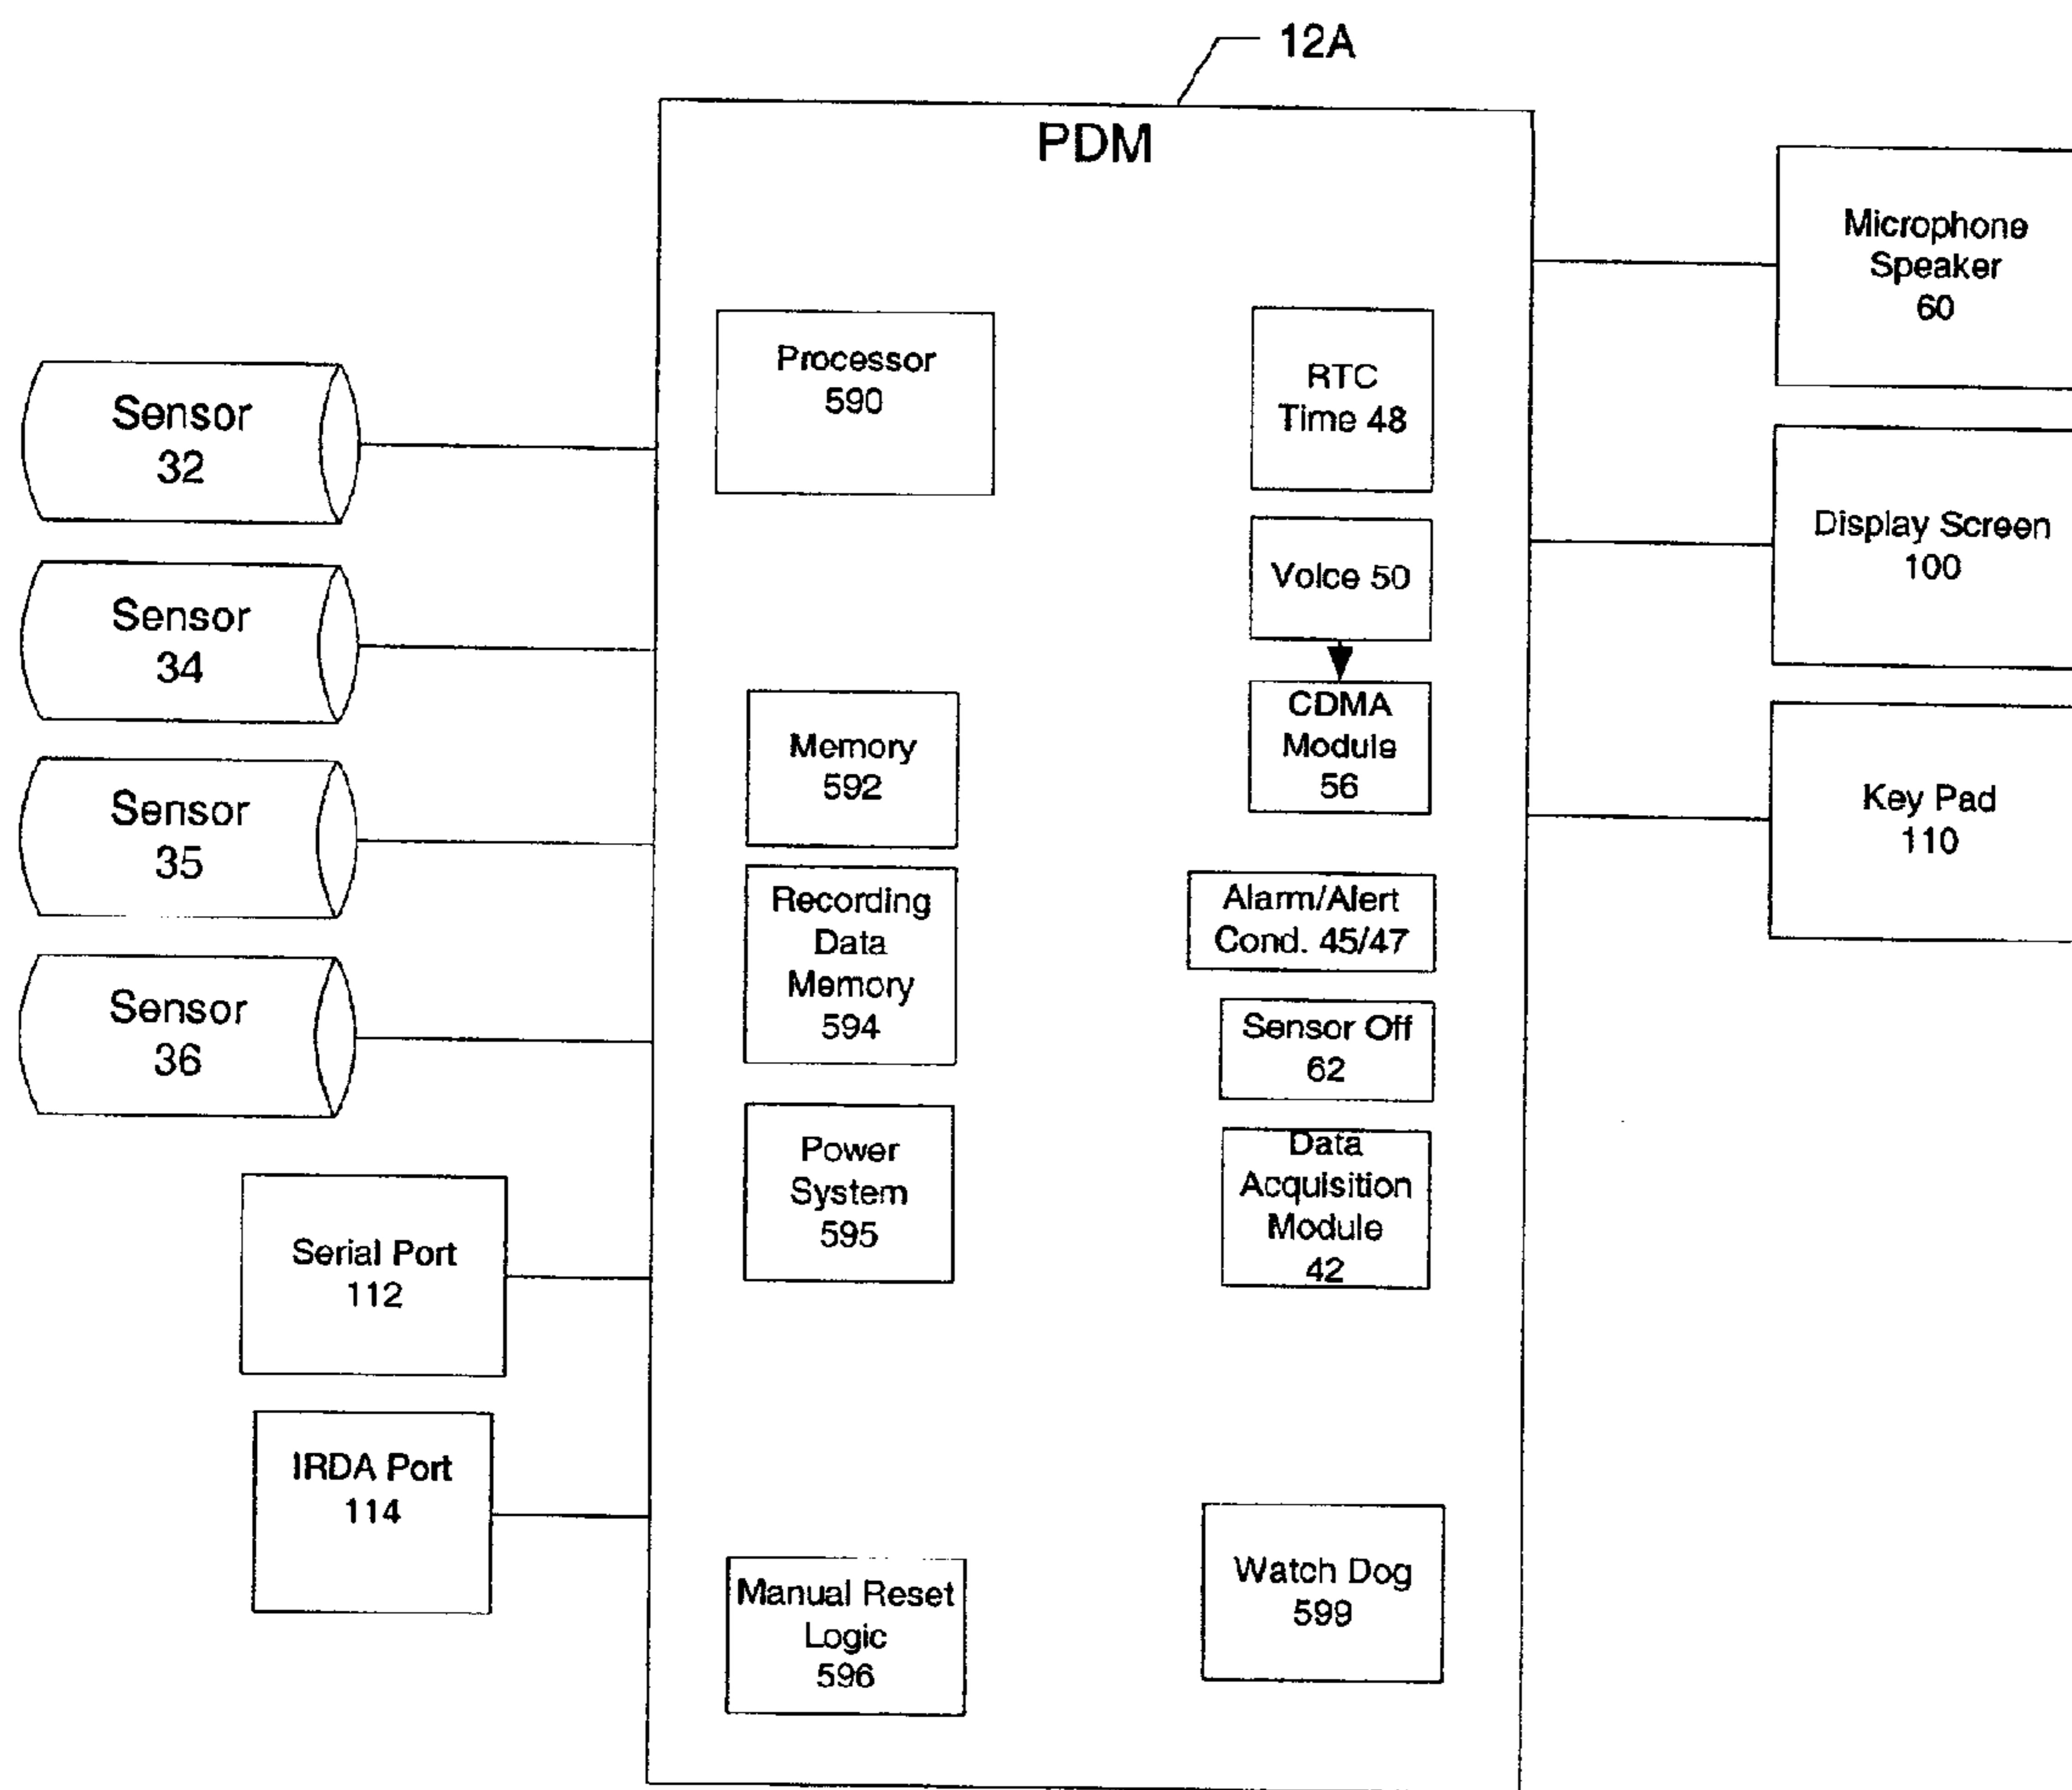 12A
PDM
Microphone
Speaker
60
Processor
590
RTC
Time 48
Sensor
32
Display Screen
100
Voice 50
Sensor
34
CDMA
Module
56
Memory
592
Key Pad
110
Sensor
35
Recording
Data
Memory
594
Alarm/Alert
Cond. 45/47
Sensor
36
Sensor Off
62
Power
System
595
Data
Acquisition
Module
42
Serial Port
112
IRDA Port
114
Manual Reset
Logic
596
Watch Dog
599